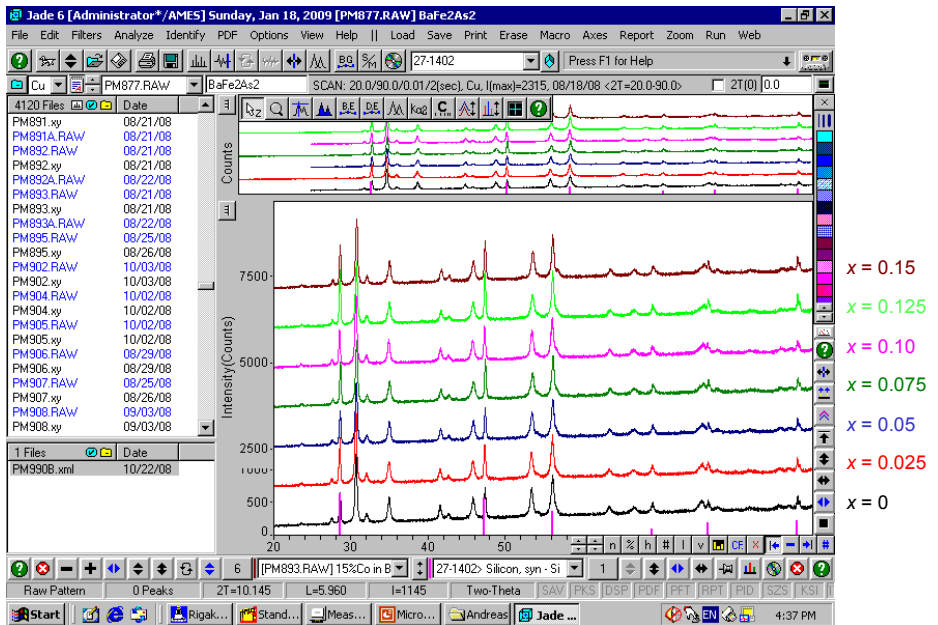 Jade 6 [Administrator*/AMES] Sunday, Jan 18, 2009 [PM877.RAW] BaFe2As2
File Edit Filters Analyze Identify PDF Options View Help || Load Save Print Erase Macro Axes Report Zoom Run Web
BG S/M 27-1402 Press F1 for Help
Cu PM877.RAW BaFe2As2 SCAN: 20.0/90.0/0.01/2(sec), Cu, I(max)=2315, 08/18/08 <2T=20.0-90.0> 2T(0) 0.0
4120 Files Date
PM891.xy 08/21/08
PM891A.RAW 08/21/08
PM892.RAW 08/21/08
PM892.xy 08/21/08
PM892A.RAW 08/22/08
PM893.RAW 08/21/08
PM893.xy 08/21/08
PM893A.RAW 08/22/08
PM895.RAW 08/25/08
PM895.xy 08/26/08
PM902.RAW 10/03/08
PM902.xy 10/03/08
PM904.RAW 10/02/08
PM904.xy 10/02/08
PM905.RAW 10/02/08
PM905.xy 10/02/08
PM906.RAW 08/29/08
PM906.xy 08/29/08
PM907.RAW 08/25/08
PM907.xy 08/26/08
PM908.RAW 09/03/08
PM908.xy 09/03/08
1 Files Date
PM990B.xml 10/22/08
Z B.E. D.E. Kα2 C
Counts
Intensity(Counts)
7500
5000
2500
1000
500
0
20 30 40 50
x = 0.15
x = 0.125
x = 0.10
x = 0.075
x = 0.05
x = 0.025
x = 0
n % h # l v CF. X #
6 [PM893.RAW] 15%Co in B 27-1402> Silicon, syn - Si 1
Raw Pattern 0 Peaks 2T=10.145 L=5.960 I=1145 Two-Theta SAV PKS DSP PDF PFT RPT PID SZS KSI
Start Rigak... Stand... Meas... Micro... Andreas Jade ... EN 4:37 PM